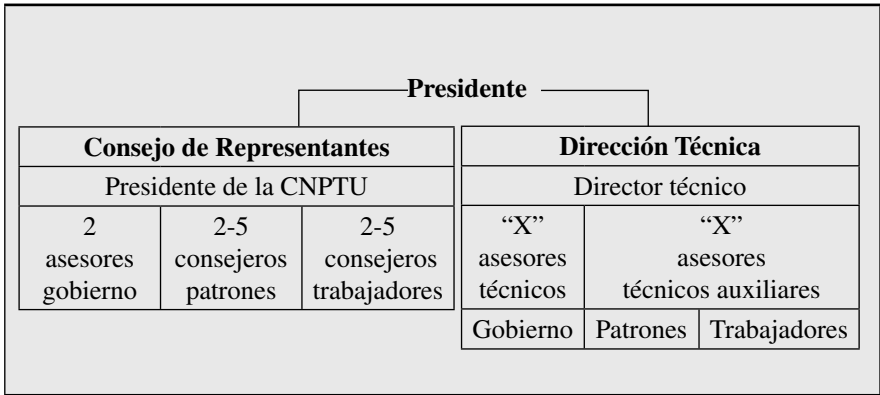 Presidente
Consejo de Representantes
Presidente de la CNPTU
2
asesores
gobierno
2-5
consejeros
patrones
2-5
consejeros
trabajadores
Dirección Técnica
Director técnico
“X”
asesores
técnicos
“X”
asesores
técnicos auxiliares
Gobierno
Patrones
Trabajadores